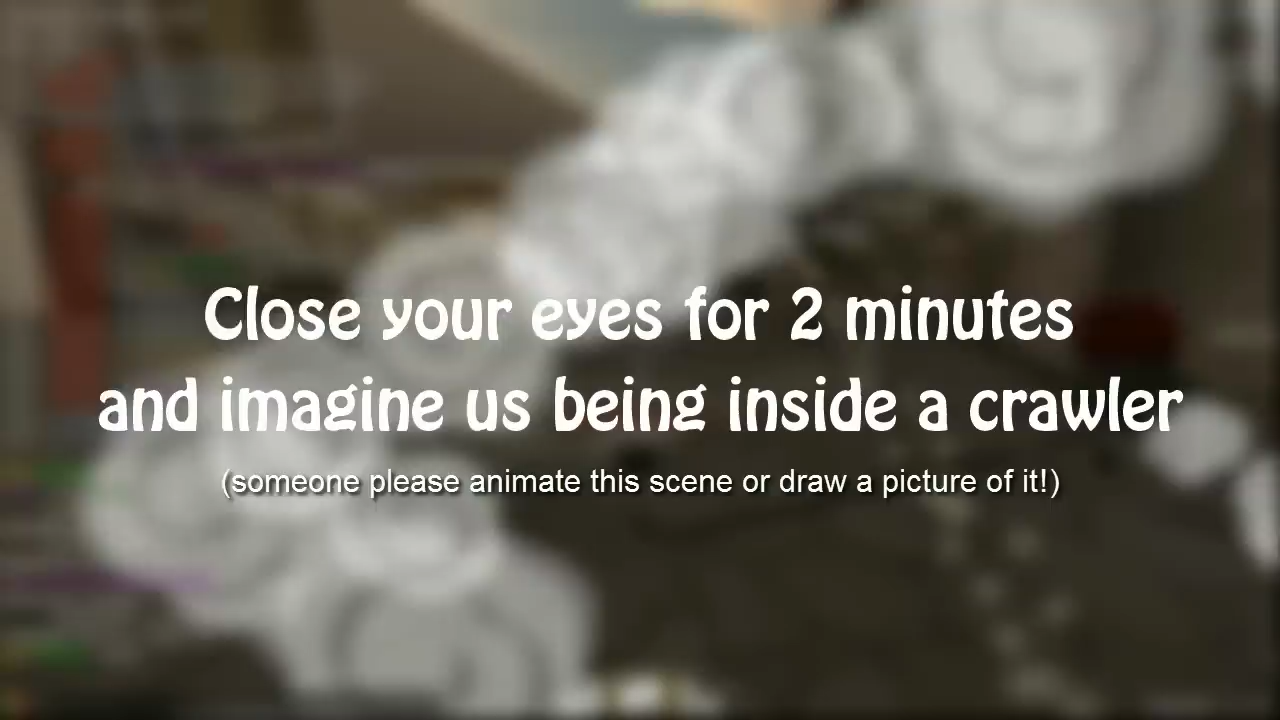 Close your eyes for 2 minutes
and imagine us being inside a crawler
(someone please animate this scene or draw a picture of it!)